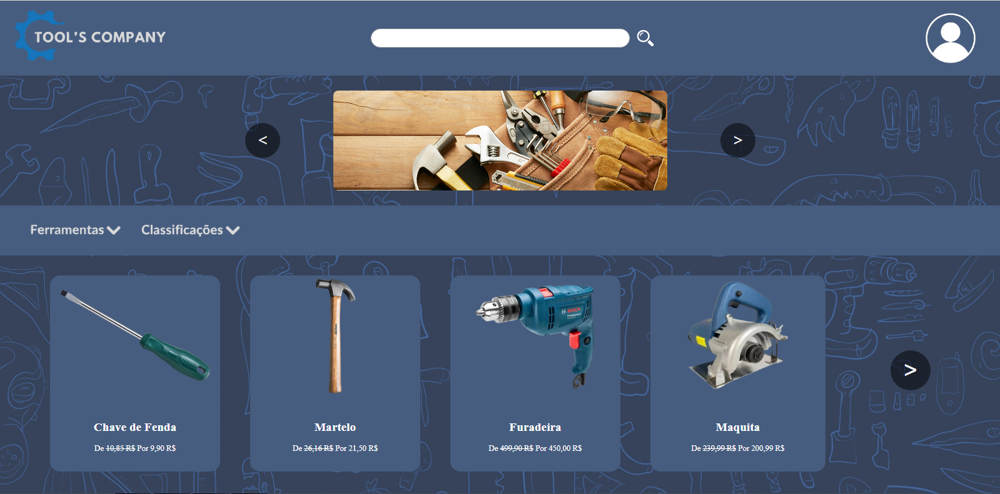 TOOL'S COMPANY
<
>
Ferramentas Classificações
BOSCH
>
Chave de Fenda
De 10,85 R$ Por 9,90 R$
Martelo
De 26,16 R$ Por 21,50 R$
Furadeira
De 499,90 R$ Por 450,00 R$
Maquita
De 239,99 R$ Por 200,99 R$